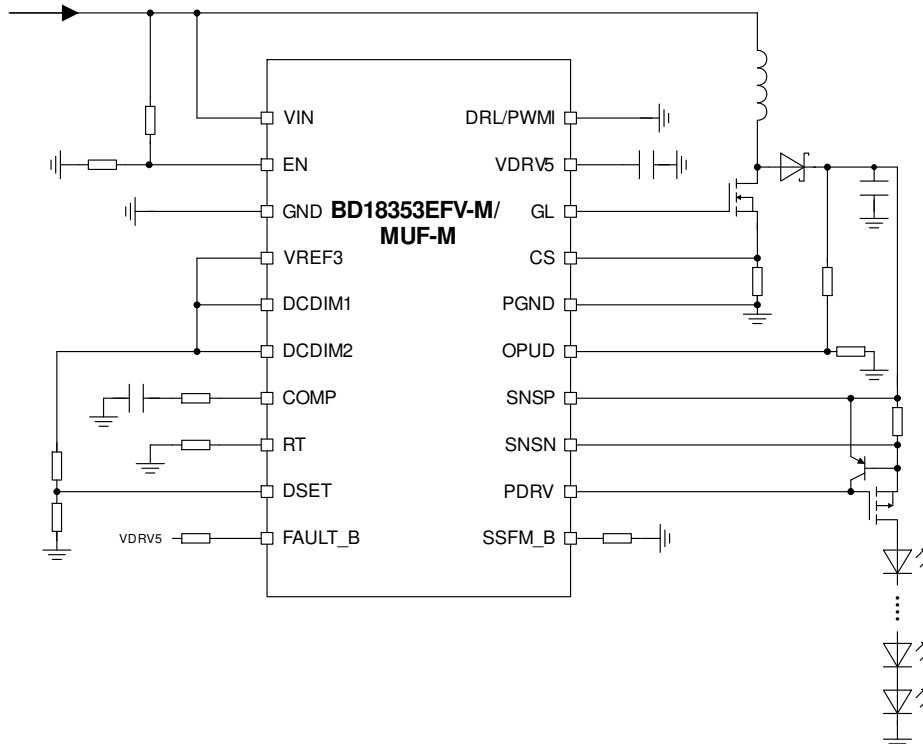 VIN
DRL/PWMI
EN
VDRV5
GND
BD18353EFV-M/
MUF-M
GL
VREF3
CS
DCDIM1
PGND
DCDIM2
OPUD
COMP
SNSP
RT
SNSN
DSET
PDRV
VDRV5
FAULT_B
SSFM_B